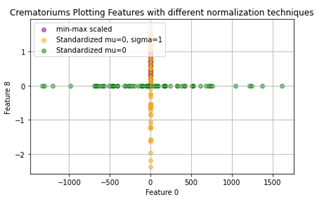 Crematoriums Plotting Features with different normalization techniques
min-max scaled
Standardized mu=0, sigma=1
Standardized mu=0
1
0
−1
−2
Feature 8
−1000 −500 0 500 1000 1500
Feature 0